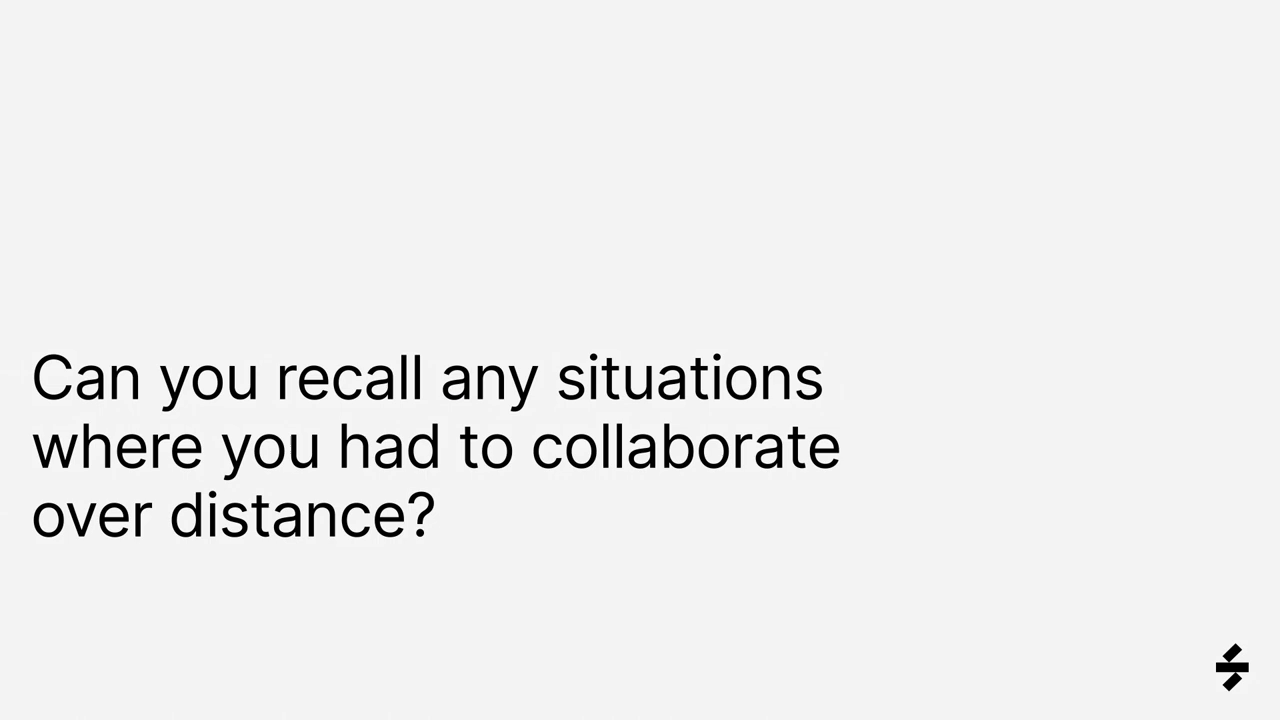 Can you recall any situations
where you had to collaborate
over distance?